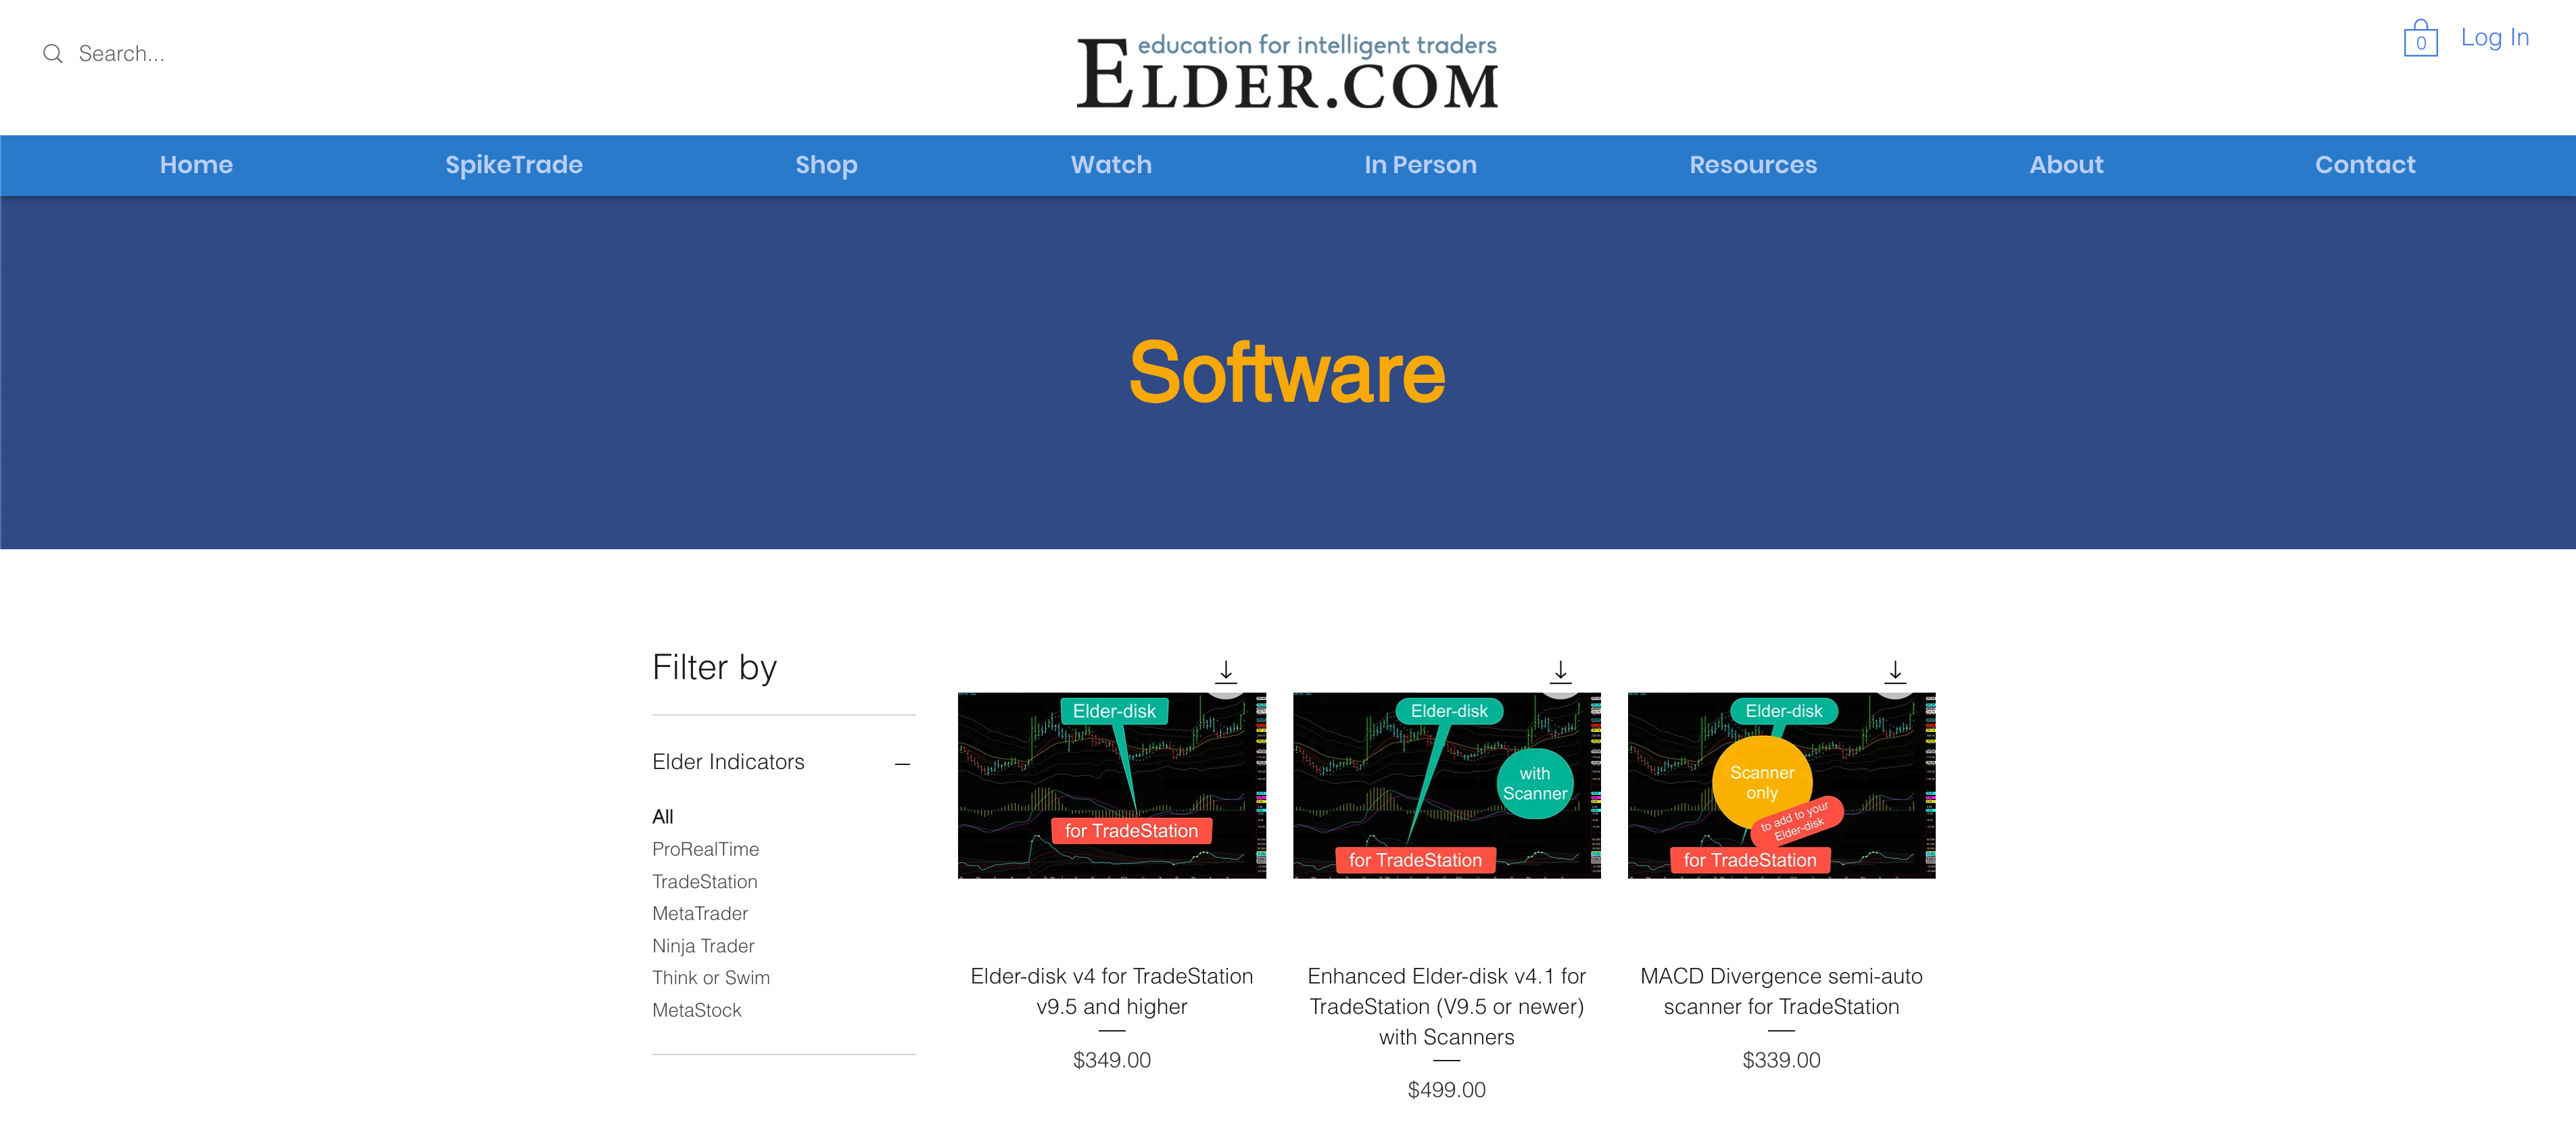 Search...
education for intelligent traders
ELDER.COM
0
Log In
Home
SpikeTrade
Shop
Watch
In Person
Resources
About
Contact
Software
Filter by
Elder Indicators
All
ProRealTime
TradeStation
MetaTrader
Ninja Trader
Think or Swim
MetaStock
Elder-disk
for TradeStation
Elder-disk v4 for TradeStation
v9.5 and higher
$349.00
Elder-disk
with
Scanner
for TradeStation
Enhanced Elder-disk v4.1 for
TradeStation (V9.5 or newer)
with Scanners
$499.00
Elder-disk
Scanner
only
to add to your
Elder-disk
for TradeStation
MACD Divergence semi-auto
scanner for TradeStation
$339.00